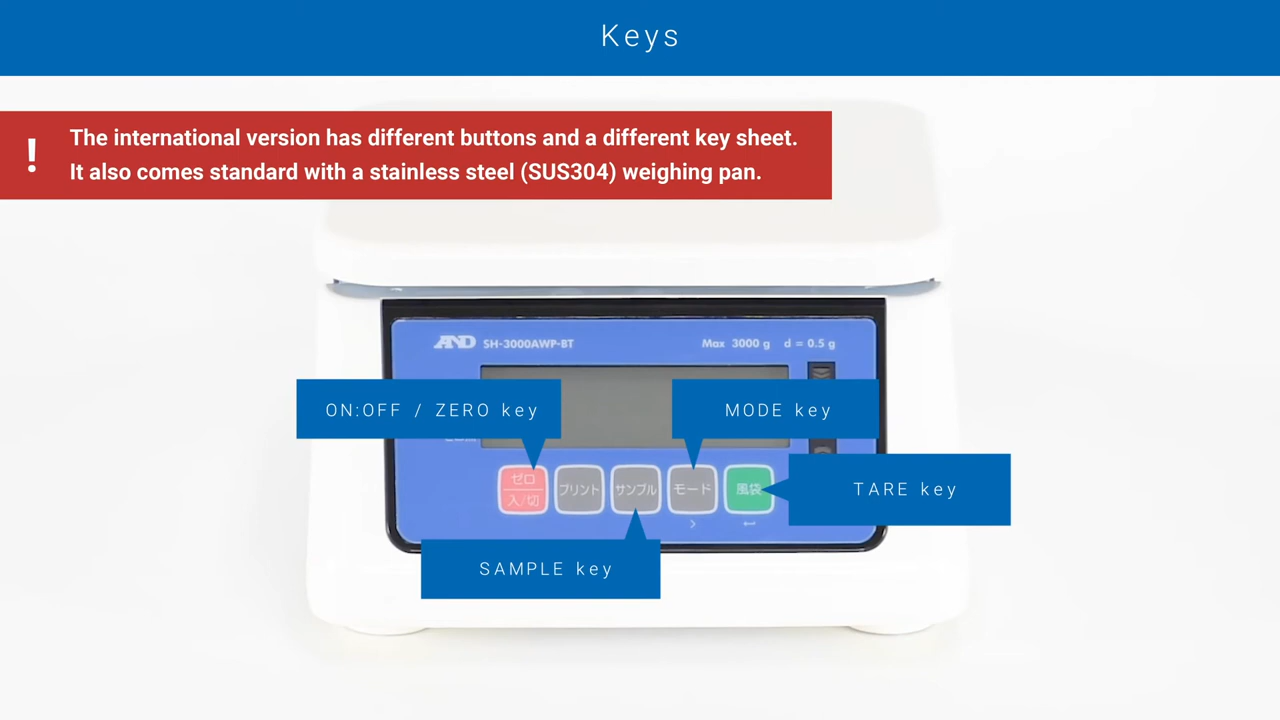 Keys
!
The international version has different buttons and a different key sheet.
It also comes standard with a stainless steel (SUS304) weighing pan.
AND SH-3000AWP-BT
Max 3000 g d = 0.5 g
ON:OFF / ZERO key
MODE key
ゼロ
入/切
プリント
サンプル
モード
風袋
TARE key
SAMPLE key